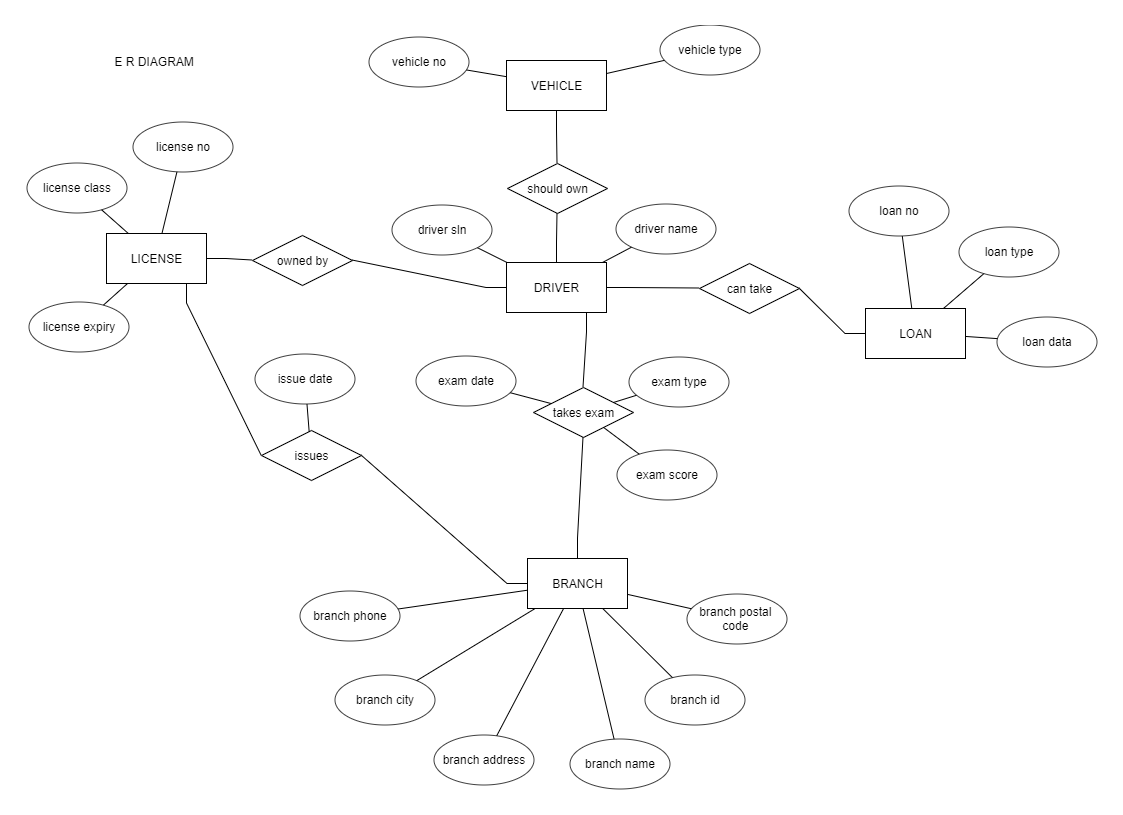 vehicle type
vehicle no
E R DIAGRAM
VEHICLE
license no
license class
should own
loan no
driver sln
driver name
loan type
LICENSE
owned by
DRIVER
can take
license expiry
LOAN
loan data
issue date
exam date
exam type
takes exam
issues
exam score
BRANCH
branch phone
branch postal
code
branch city
branch id
branch address
branch name